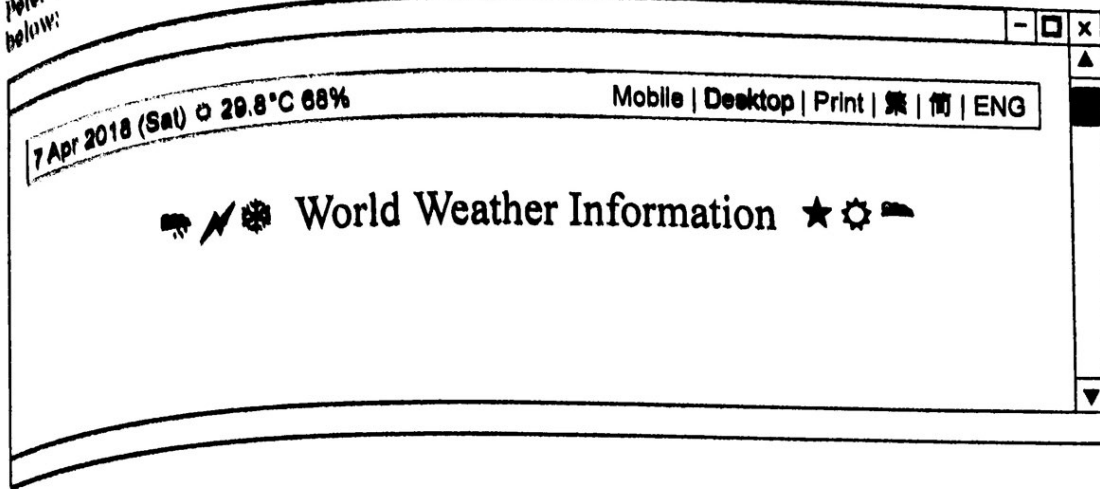 below:
7 Apr 2018 (Sat) 29.8°C 68% Mobile | Desktop | Print | 繁 | 简 | ENG
World Weather Information